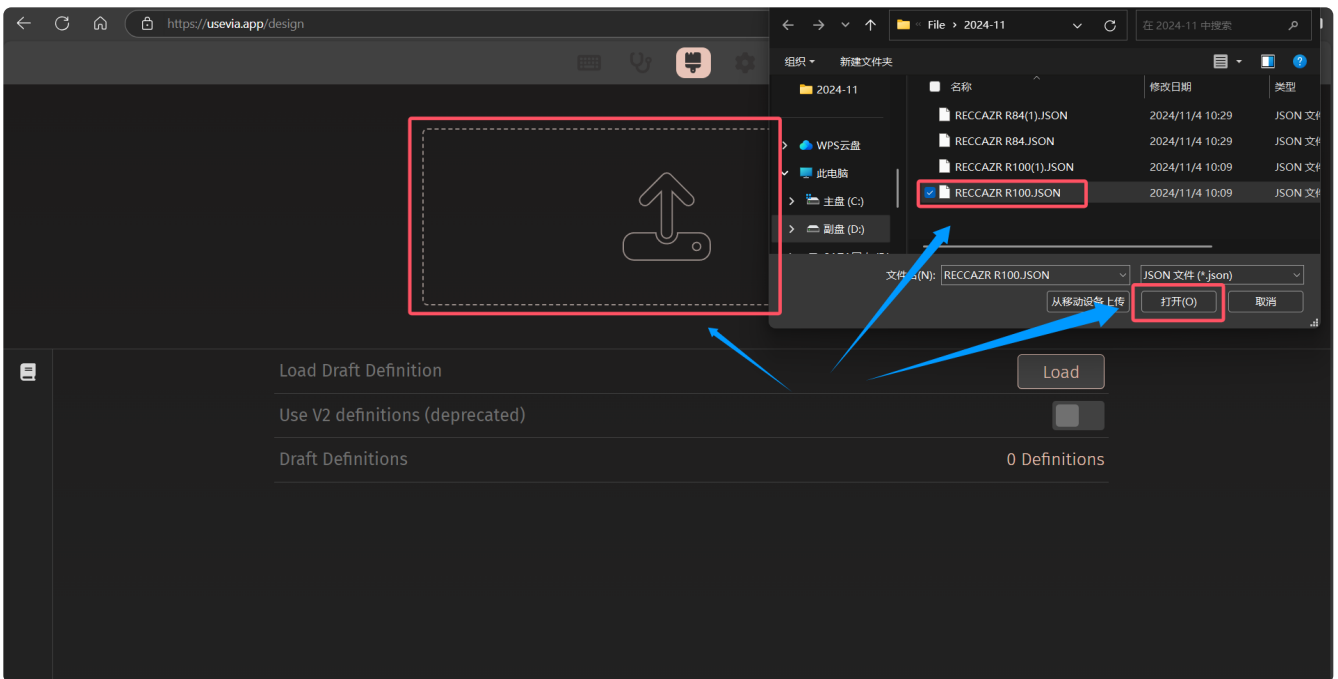 https://usevia.app/design
File › 2024-11
在 2024-11 中搜索
组织
新建文件夹
2024-11
WPS云盘
此电脑
主盘 (C:)
副盘 (D:)
名称 修改日期 类型
RECCAZR R84(1).JSON 2024/11/4 10:29 JSON 文件
RECCAZR R84.JSON 2024/11/4 10:29 JSON 文件
RECCAZR R100(1).JSON 2024/11/4 10:09 JSON 文件
RECCAZR R100.JSON 2024/11/4 10:09 JSON 文件
文件名(N): RECCAZR R100.JSON JSON 文件 (*.json)
从移动设备上传 打开(O) 取消
Load Draft Definition Load
Use V2 definitions (deprecated)
Draft Definitions 0 Definitions